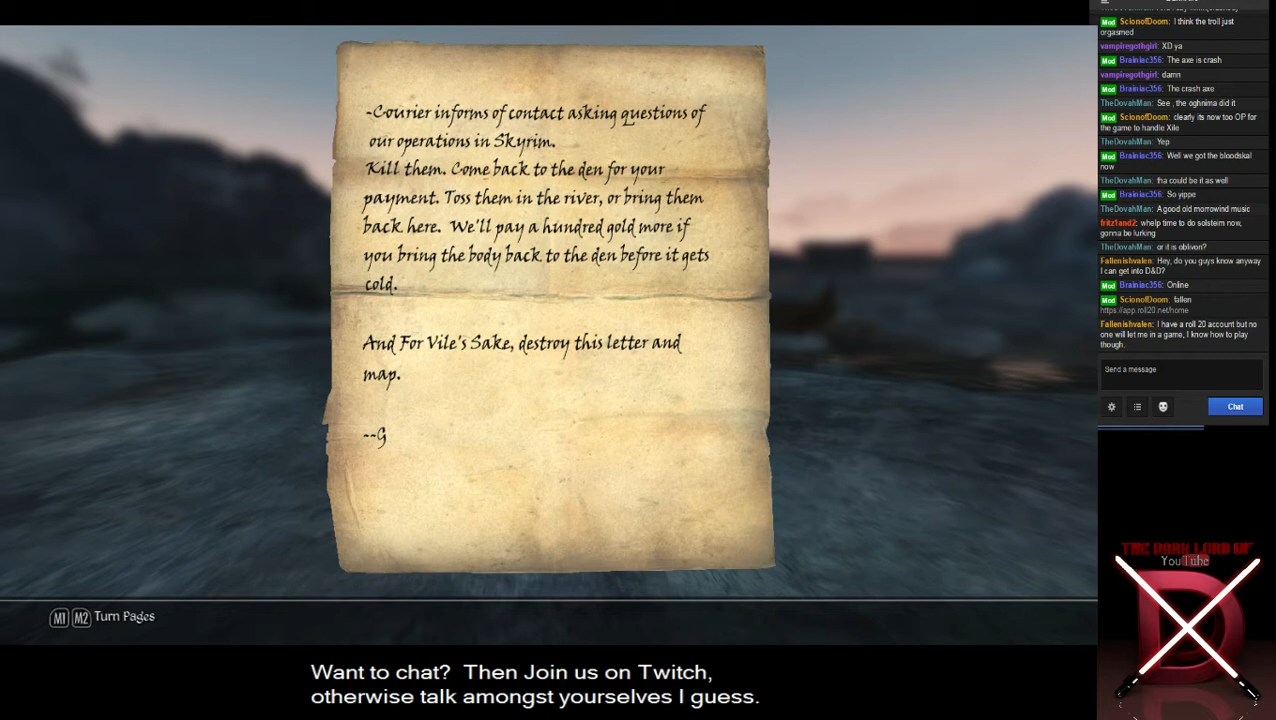 ~Courier informs of contact asking questions of
our operations in Skyrim.
Kill them. Come back to the den for your
payment. Toss them in the river, or bring them
back here. We'll pay a hundred gold more if
you bring the body back to the den before it gets
cold.
And For Vile's Sake, destroy this letter and
map.
--G
M1 M2 Turn Pages
Want to chat? Then Join us on Twitch,
otherwise talk amongst yourselves I guess.
Mod ScionofDoom: I think the troll just
orgasmed
vampiregothgirl: XD ya
Mod Brainiac356: The axe is crash
vampiregothgirl: damn
Mod Brainiac356: The crash axe
TheDovahMan: See , the oghnima did it
Mod ScionofDoom: clearly its now too OP for
the game to handle Xile
TheDovahMan: Yep
Mod Brainiac356: Well we got the bloodskal
now
TheDovahMan: tha could be it as well
Mod Brainiac356: So yippe
TheDovahMan: A good old morrowind music
fritz1and2: whelp time to do solsteim now,
gonna be lurking
TheDovahMan: or it is oblivon?
Fallenishvalen: Hey, do you guys know anyway
I can get into D&D?
Mod Brainiac356: Online
Mod ScionofDoom: fallen
https://app.roll20.net/home
Fallenishvalen: I have a roll 20 account but no
one will let me in a game, I know how to play
though.
Send a message
Chat
THE DARK LORD OF
YouTube
D